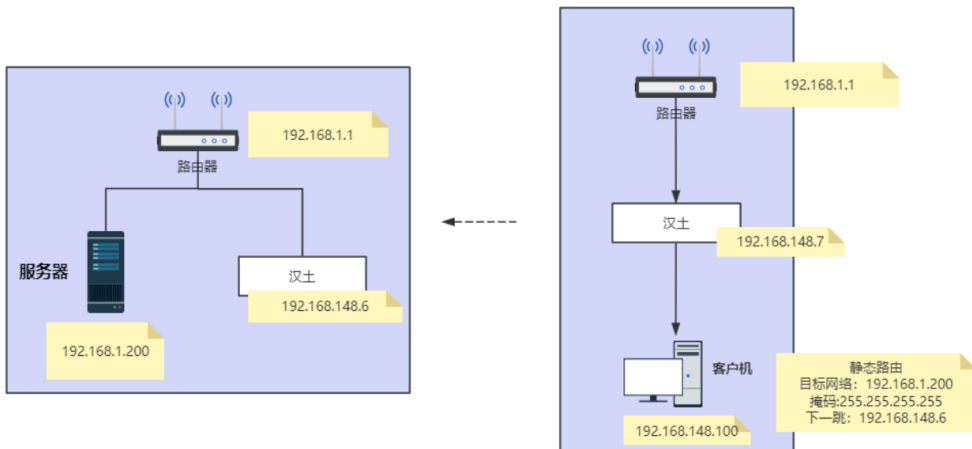 路由器
192.168.1.1
服务器
192.168.1.200
汉土
192.168.148.6
路由器
192.168.1.1
汉土
192.168.148.7
客户机
192.168.148.100
静态路由
目标网络：192.168.1.200
掩码:255.255.255.255
下一跳：192.168.148.6